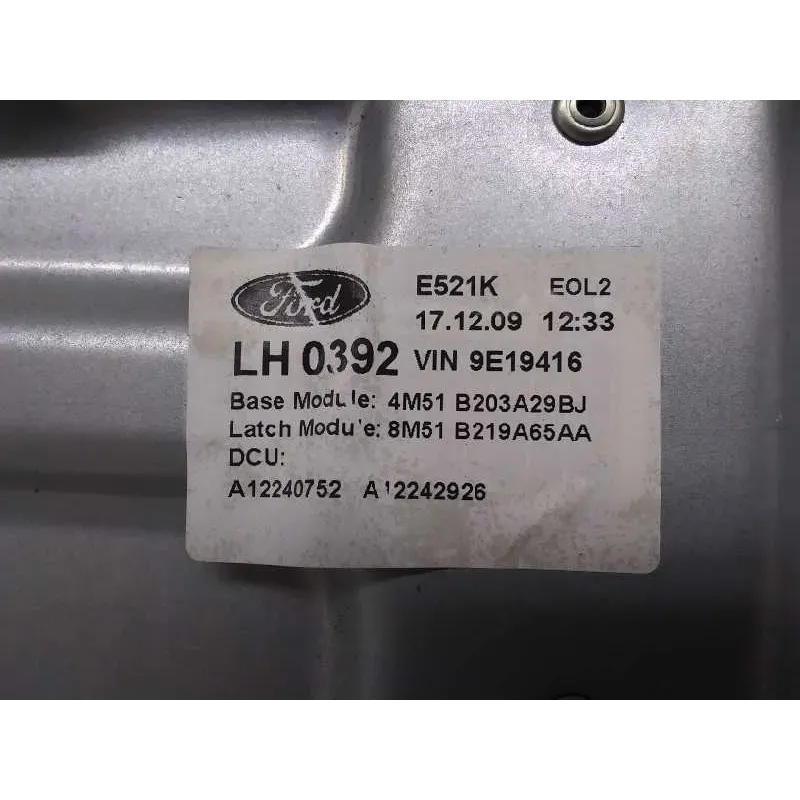 Ford E521K EOL2
17.12.09 12:33
LH 0392 VIN 9E19416
Base Module: 4M51 B203A29BJ
Latch Module: 8M51 B219A65AA
DCU:
A12240752 A12242926